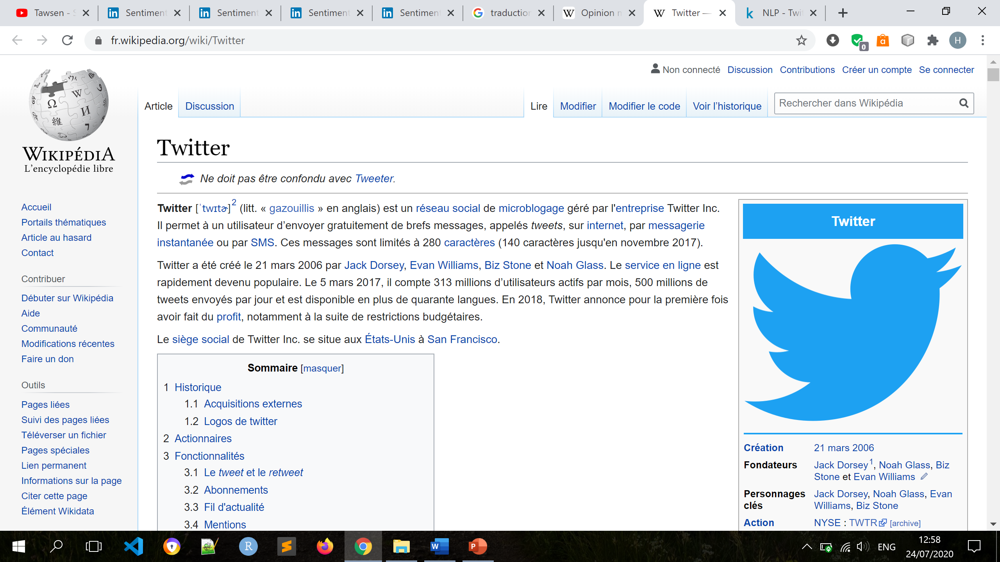 Tawsen - S
Sentiment
Sentiment
Sentiment
Sentiment
traduction
Opinion m
Twitter —
NLP - Twit
fr.wikipedia.org/wiki/Twitter
0
a
H
Non connecté Discussion Contributions Créer un compte Se connecter
Article Discussion Lire Modifier Modifier le code Voir l’historique Rechercher dans Wikipédia
WIKIPÉDIA
L’encyclopédie libre
Accueil
Portails thématiques
Article au hasard
Contact
Contribuer
Débuter sur Wikipédia
Aide
Communauté
Modifications récentes
Faire un don
Outils
Pages liées
Suivi des pages liées
Téléverser un fichier
Pages spéciales
Lien permanent
Informations sur la page
Citer cette page
Élément Wikidata
Twitter
Ne doit pas être confondu avec Tweeter.
Twitter [ˈtwɪtɚ]2 (litt. « gazouillis » en anglais) est un réseau social de microblogage géré par l'entreprise Twitter Inc.
Il permet à un utilisateur d’envoyer gratuitement de brefs messages, appelés tweets, sur internet, par messagerie
instantanée ou par SMS. Ces messages sont limités à 280 caractères (140 caractères jusqu'en novembre 2017).
Twitter a été créé le 21 mars 2006 par Jack Dorsey, Evan Williams, Biz Stone et Noah Glass. Le service en ligne est
rapidement devenu populaire. Le 5 mars 2017, il compte 313 millions d’utilisateurs actifs par mois, 500 millions de
tweets envoyés par jour et est disponible en plus de quarante langues. En 2018, Twitter annonce pour la première fois
avoir fait du profit, notamment à la suite de restrictions budgétaires.
Le siège social de Twitter Inc. se situe aux États-Unis à San Francisco.
Sommaire [masquer]
1 Historique
1.1 Acquisitions externes
1.2 Logos de twitter
2 Actionnaires
3 Fonctionnalités
3.1 Le tweet et le retweet
3.2 Abonnements
3.3 Fil d'actualité
3.4 Mentions
Twitter
Création 21 mars 2006
Fondateurs Jack Dorsey1, Noah Glass, Biz
Stone et Evan Williams
Personnages clés Jack Dorsey, Noah Glass, Evan
Williams, Biz Stone
Action NYSE : TWTR [archive]
ENG
12:58
24/07/2020